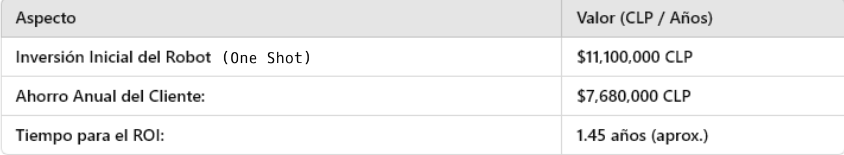 Aspecto Valor (CLP / Años)
Inversión Inicial del Robot (One Shot) $11,100,000 CLP
Ahorro Anual del Cliente: $7,680,000 CLP
Tiempo para el ROI: 1.45 años (aprox.)